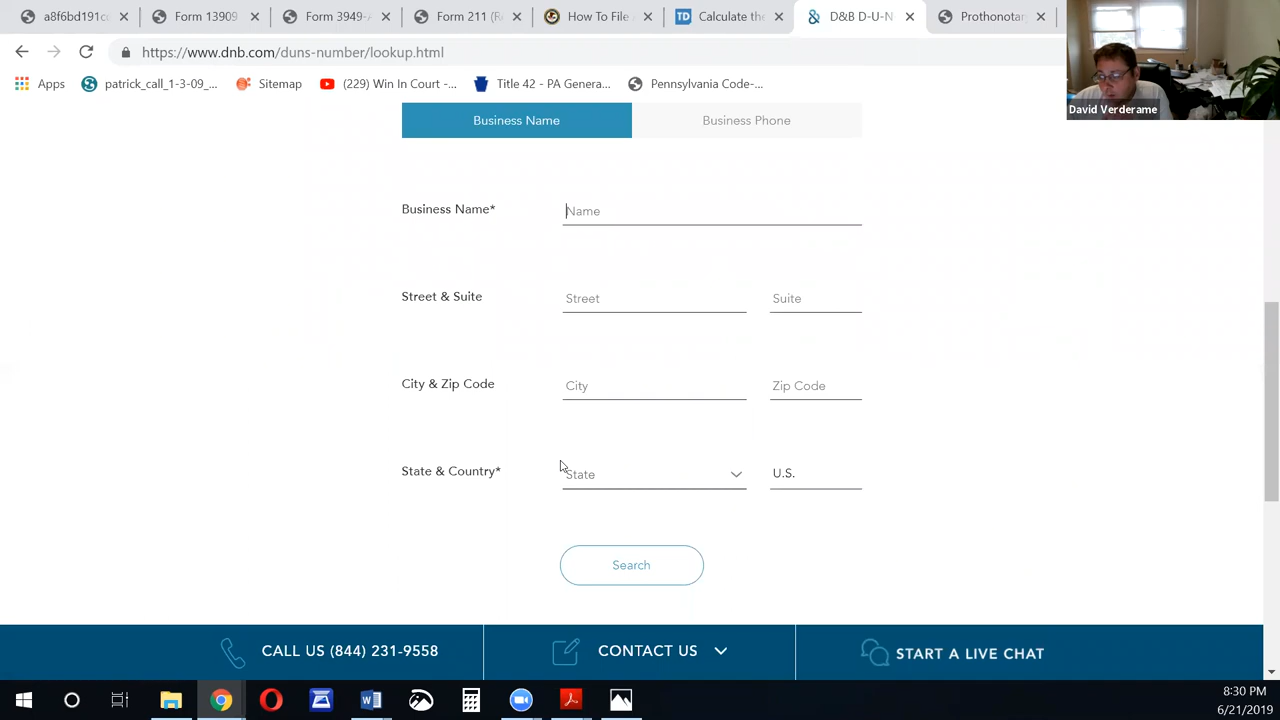 a8f6bd191c
Form 13909
Form 3949-
Form 211 (R
How To File
TD Calculate the
D&B D-U-N
Prothonotar
https://www.dnb.com/duns-number/lookup.html
Apps
patrick_call_1-3-09_...
Sitemap
(229) Win In Court -...
Title 42 - PA Genera...
Pennsylvania Code-...
David Verderame
Business Name
Business Phone
Business Name*
Name
Street & Suite
Street
Suite
City & Zip Code
City
Zip Code
State & Country*
State
U.S.
Search
CALL US (844) 231-9558
CONTACT US
START A LIVE CHAT
8:30 PM
6/21/2019